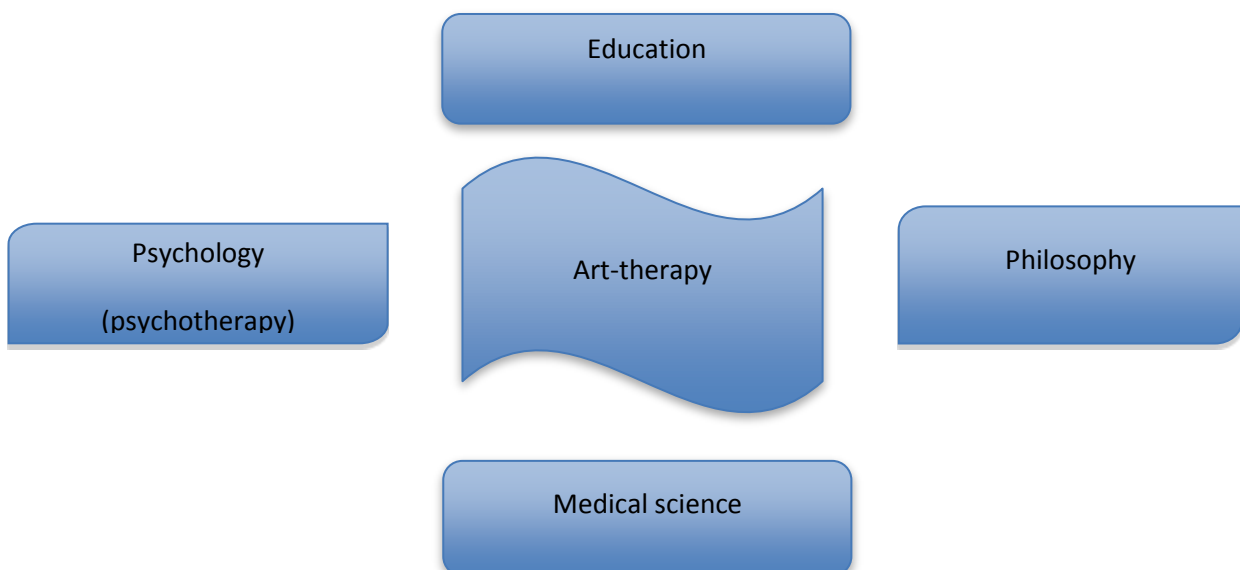 Education
Psychology
(psychotherapy)
Art-therapy
Philosophy
Medical science